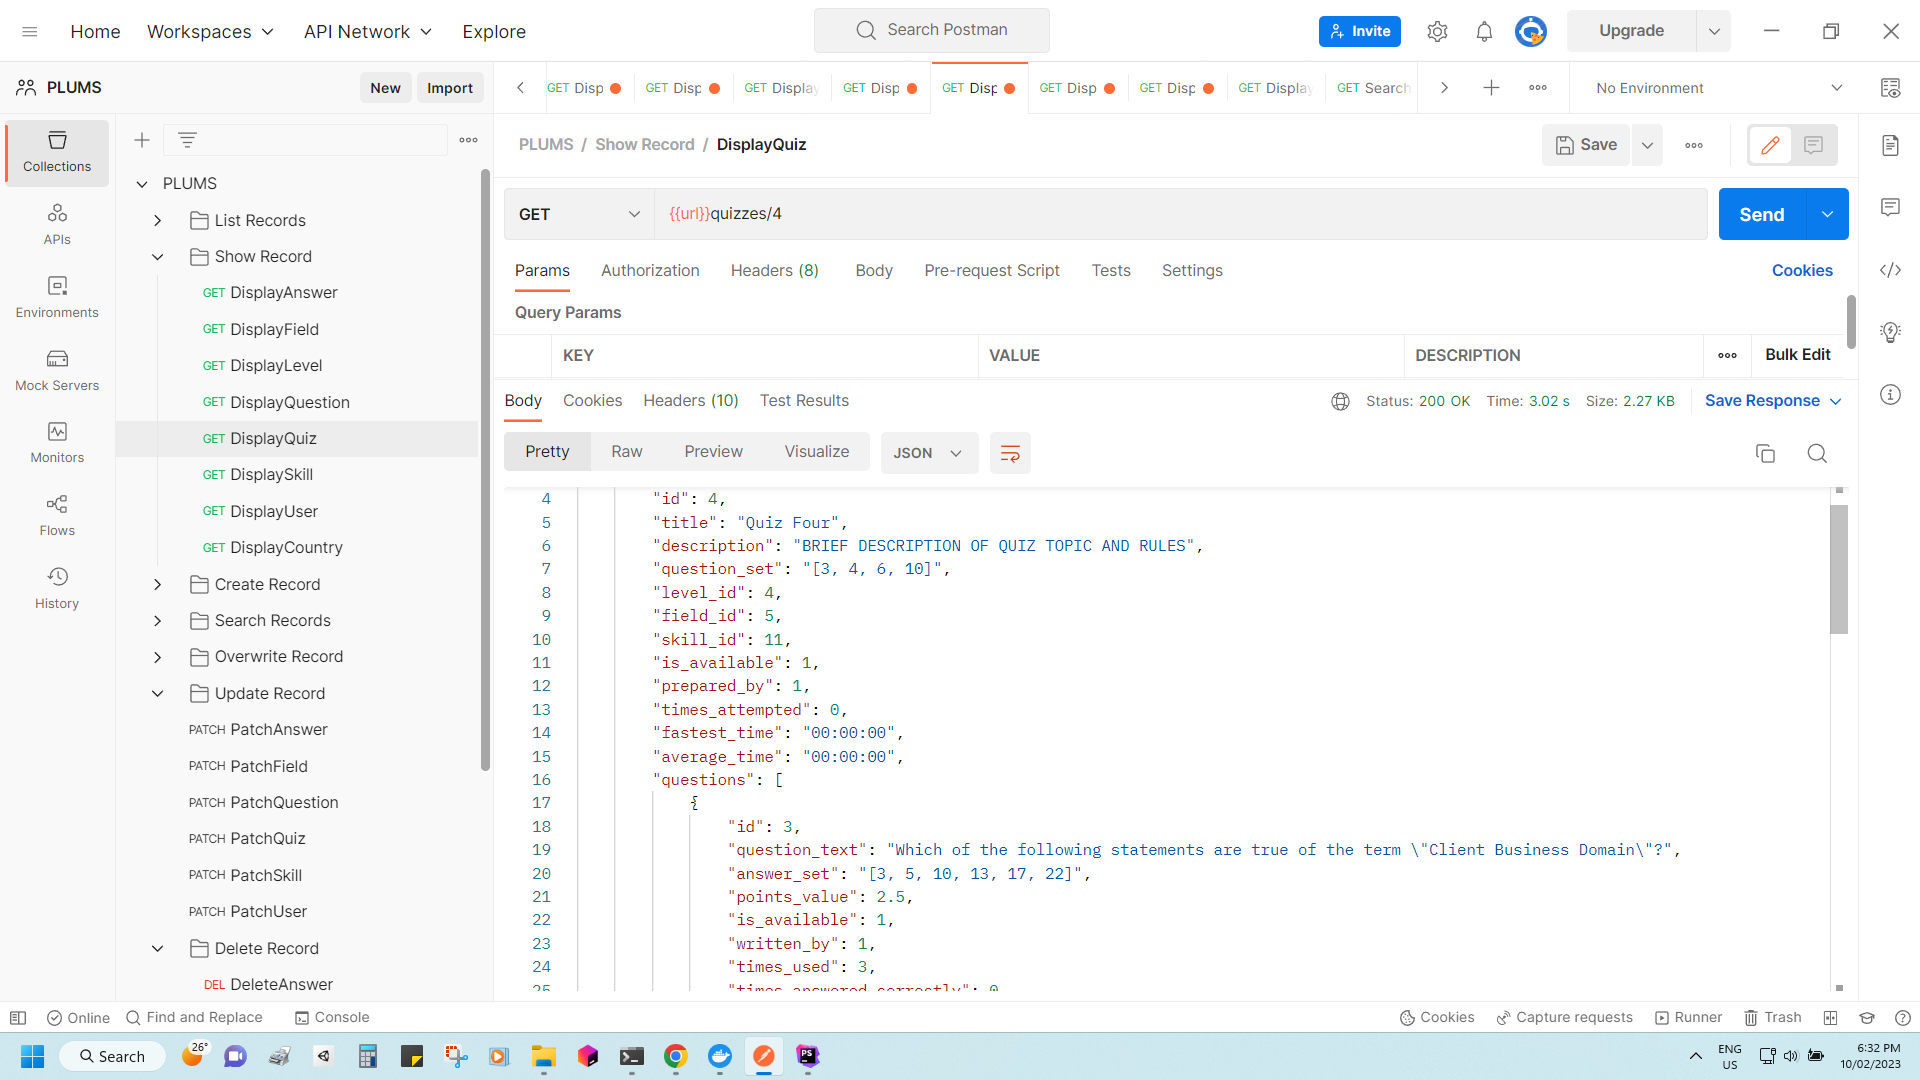 Home Workspaces API Network Explore Search Postman Invite Upgrade
PLUMS New Import GET Disp GET Disp GET Display GET Disp GET Disp GET Disp GET Disp GET Display GET Search No Environment
Collections
APIs
Environments
Mock Servers
Monitors
Flows
History
PLUMS
List Records
Show Record
GET DisplayAnswer
GET DisplayField
GET DisplayLevel
GET DisplayQuestion
GET DisplayQuiz
GET DisplaySkill
GET DisplayUser
GET DisplayCountry
Create Record
Search Records
Overwrite Record
Update Record
PATCH PatchAnswer
PATCH PatchField
PATCH PatchQuestion
PATCH PatchQuiz
PATCH PatchSkill
PATCH PatchUser
Delete Record
DEL DeleteAnswer
PLUMS / Show Record / DisplayQuiz Save
GET {{url}}quizzes/4 Send
Params Authorization Headers (8) Body Pre-request Script Tests Settings Cookies
Query Params
KEY VALUE DESCRIPTION Bulk Edit
Body Cookies Headers (10) Test Results Status: 200 OK Time: 3.02 s Size: 2.27 KB Save Response
Pretty Raw Preview Visualize JSON
4 "id": 4,
5 "title": "Quiz Four",
6 "description": "BRIEF DESCRIPTION OF QUIZ TOPIC AND RULES",
7 "question_set": "[3, 4, 6, 10]",
8 "level_id": 4,
9 "field_id": 5,
10 "skill_id": 11,
11 "is_available": 1,
12 "prepared_by": 1,
13 "times_attempted": 0,
14 "fastest_time": "00:00:00",
15 "average_time": "00:00:00",
16 "questions": [
17 {
18 "id": 3,
19 "question_text": "Which of the following statements are true of the term \"Client Business Domain\"?",
20 "answer_set": "[3, 5, 10, 13, 17, 22]",
21 "points_value": 2.5,
22 "is_available": 1,
23 "written_by": 1,
24 "times_used": 3,
25 "times_answered_correctly": 0
Online Find and Replace Console Cookies Capture requests Runner Trash
Search 26° PS ENG US 6:32 PM
10/02/2023